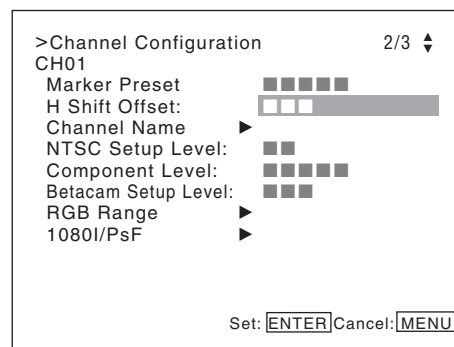 >Channel Configuration 2/3
CH01
Marker Preset ■■■■■
H Shift Offset: □□□
Channel Name ►
NTSC Setup Level: ■■
Component Level: ■■■■■
Betacam Setup Level: ■■■
RGB Range ►
1080I/PsF ►
Set: ENTER Cancel: MENU